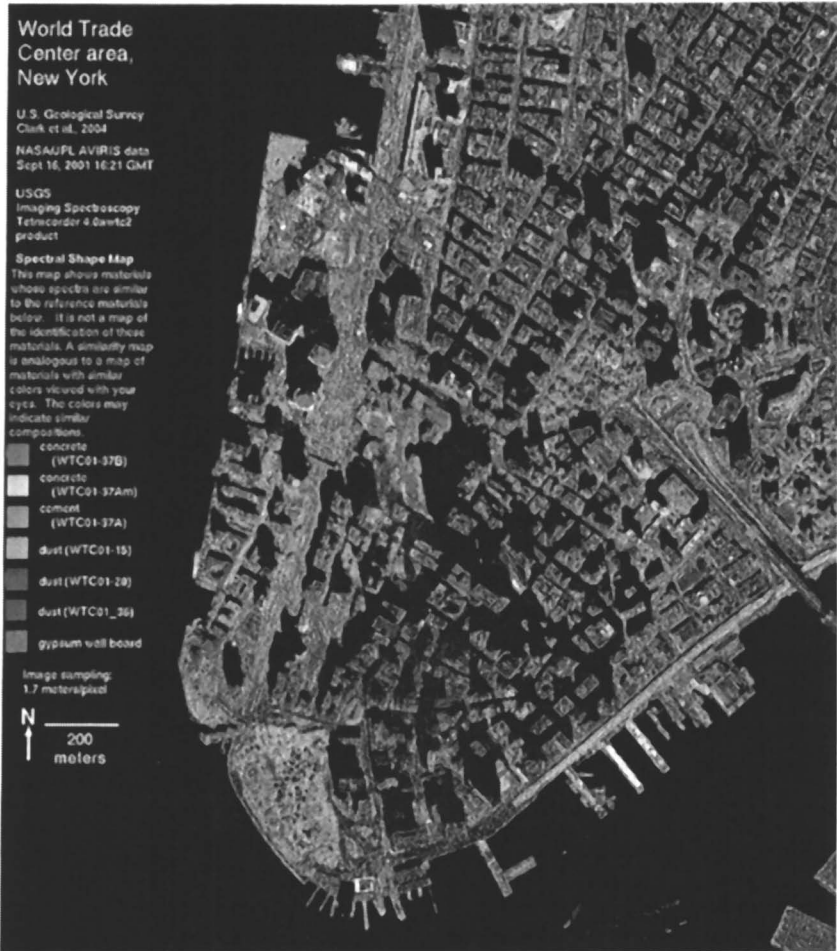 World Trade
Center area,
New York
U.S. Geological Survey
Clark et al., 2004
NASA/JPL AVIRIS data
Sept 16, 2001 16:21 GMT
USGS
Imaging Spectroscopy
Tetracorder 4.0awtc2
product
Spectral Shape Map
This map shows materials
whose spectra are similar
to the reference materials
below. It is not a map of
the identification of these
materials. A similarity map
is analogous to a map of
materials with similar
colors viewed with your
eyes. The colors may
indicate similar
compositions.
concrete
(WTC01-37B)
concrete
(WTC01-37Am)
cement
(WTC01-37A)
dust (WTC01-15)
dust (WTC01-28)
dust (WTC01_36)
gypsum wall board
Image sampling:
1.7 meters/pixel
N
200
meters